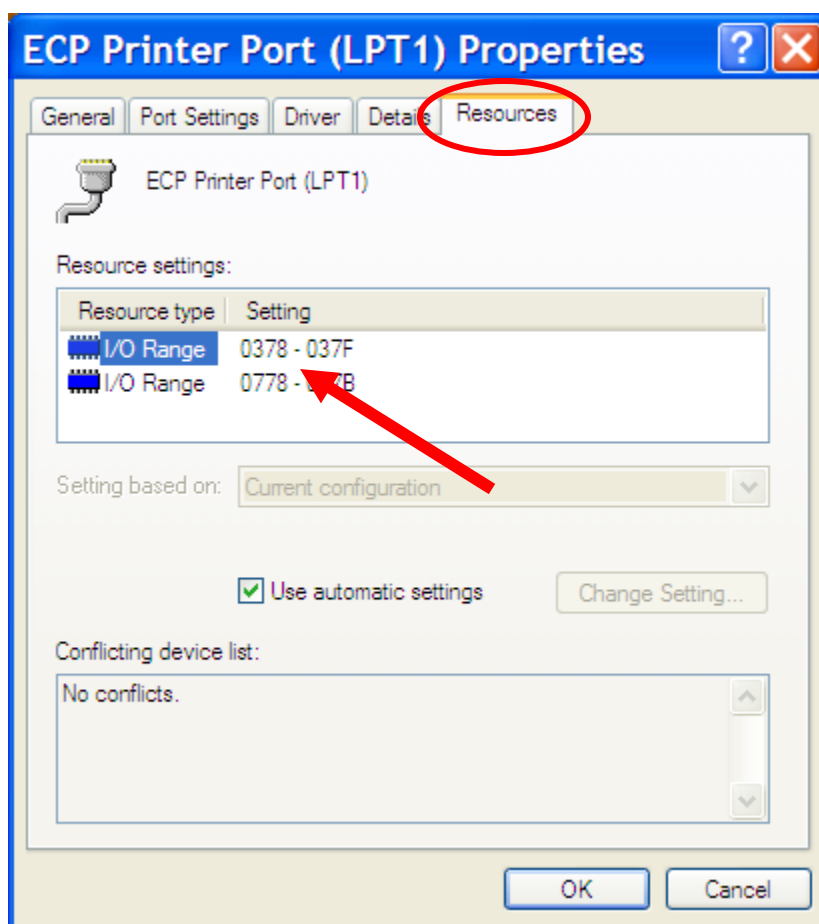 ECP Printer Port (LPT1) Properties ?
General Port Settings Driver Details Resources
ECP Printer Port (LPT1)
Resource settings:
Resource type Setting
I/O Range 0378 - 037F
I/O Range 0778 -
Setting based on: Current configuration
Use automatic settings Change Setting...
Conflicting device list:
No conflicts.
OK Cancel